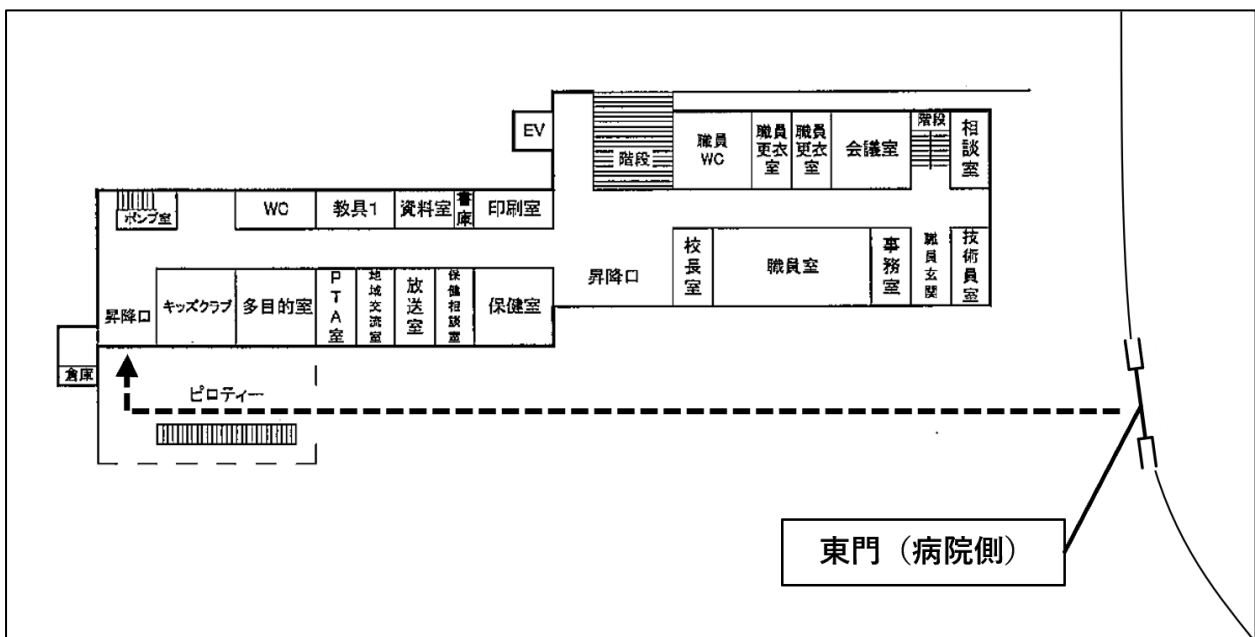 EV
階段
職員
WC
職員
更衣
室
職員
更衣
室
会議室
階段
相談室
ポンプ室
WC
教具1
資料室
書庫
印刷室
昇降口
校長室
職員室
事務室
職員玄関
技術員室
昇降口
キッズクラブ
多目的室
PTA室
地域交流室
放送室
保健相談室
保健室
倉庫
ピロティー
東門（病院側）